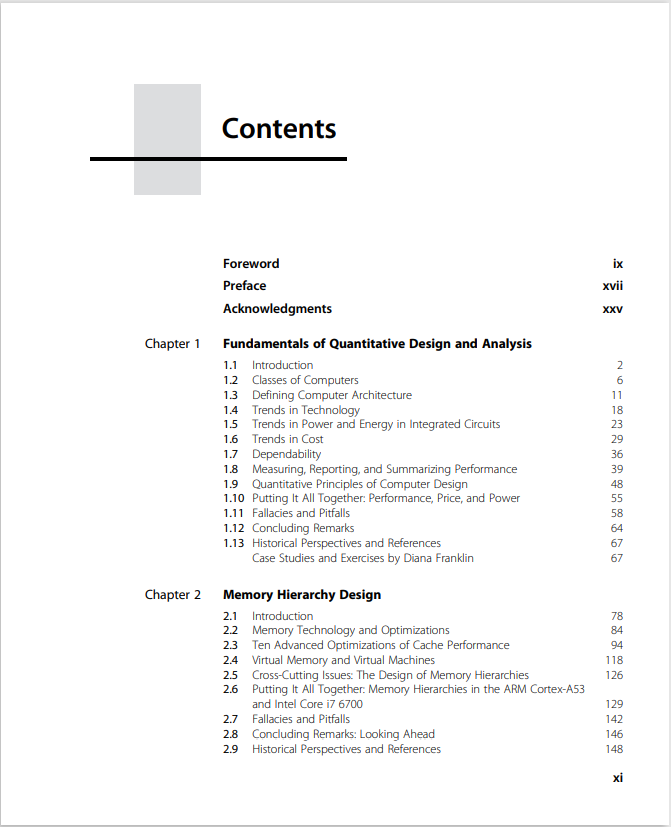 Contents
Foreword ix
Preface xvii
Acknowledgments xxv
Chapter 1 Fundamentals of Quantitative Design and Analysis
1.1 Introduction 2
1.2 Classes of Computers 6
1.3 Defining Computer Architecture 11
1.4 Trends in Technology 18
1.5 Trends in Power and Energy in Integrated Circuits 23
1.6 Trends in Cost 29
1.7 Dependability 36
1.8 Measuring, Reporting, and Summarizing Performance 39
1.9 Quantitative Principles of Computer Design 48
1.10 Putting It All Together: Performance, Price, and Power 55
1.11 Fallacies and Pitfalls 58
1.12 Concluding Remarks 64
1.13 Historical Perspectives and References 67
Case Studies and Exercises by Diana Franklin 67
Chapter 2 Memory Hierarchy Design
2.1 Introduction 78
2.2 Memory Technology and Optimizations 84
2.3 Ten Advanced Optimizations of Cache Performance 94
2.4 Virtual Memory and Virtual Machines 118
2.5 Cross-Cutting Issues: The Design of Memory Hierarchies 126
2.6 Putting It All Together: Memory Hierarchies in the ARM Cortex-A53
and Intel Core i7 6700 129
2.7 Fallacies and Pitfalls 142
2.8 Concluding Remarks: Looking Ahead 146
2.9 Historical Perspectives and References 148
xi